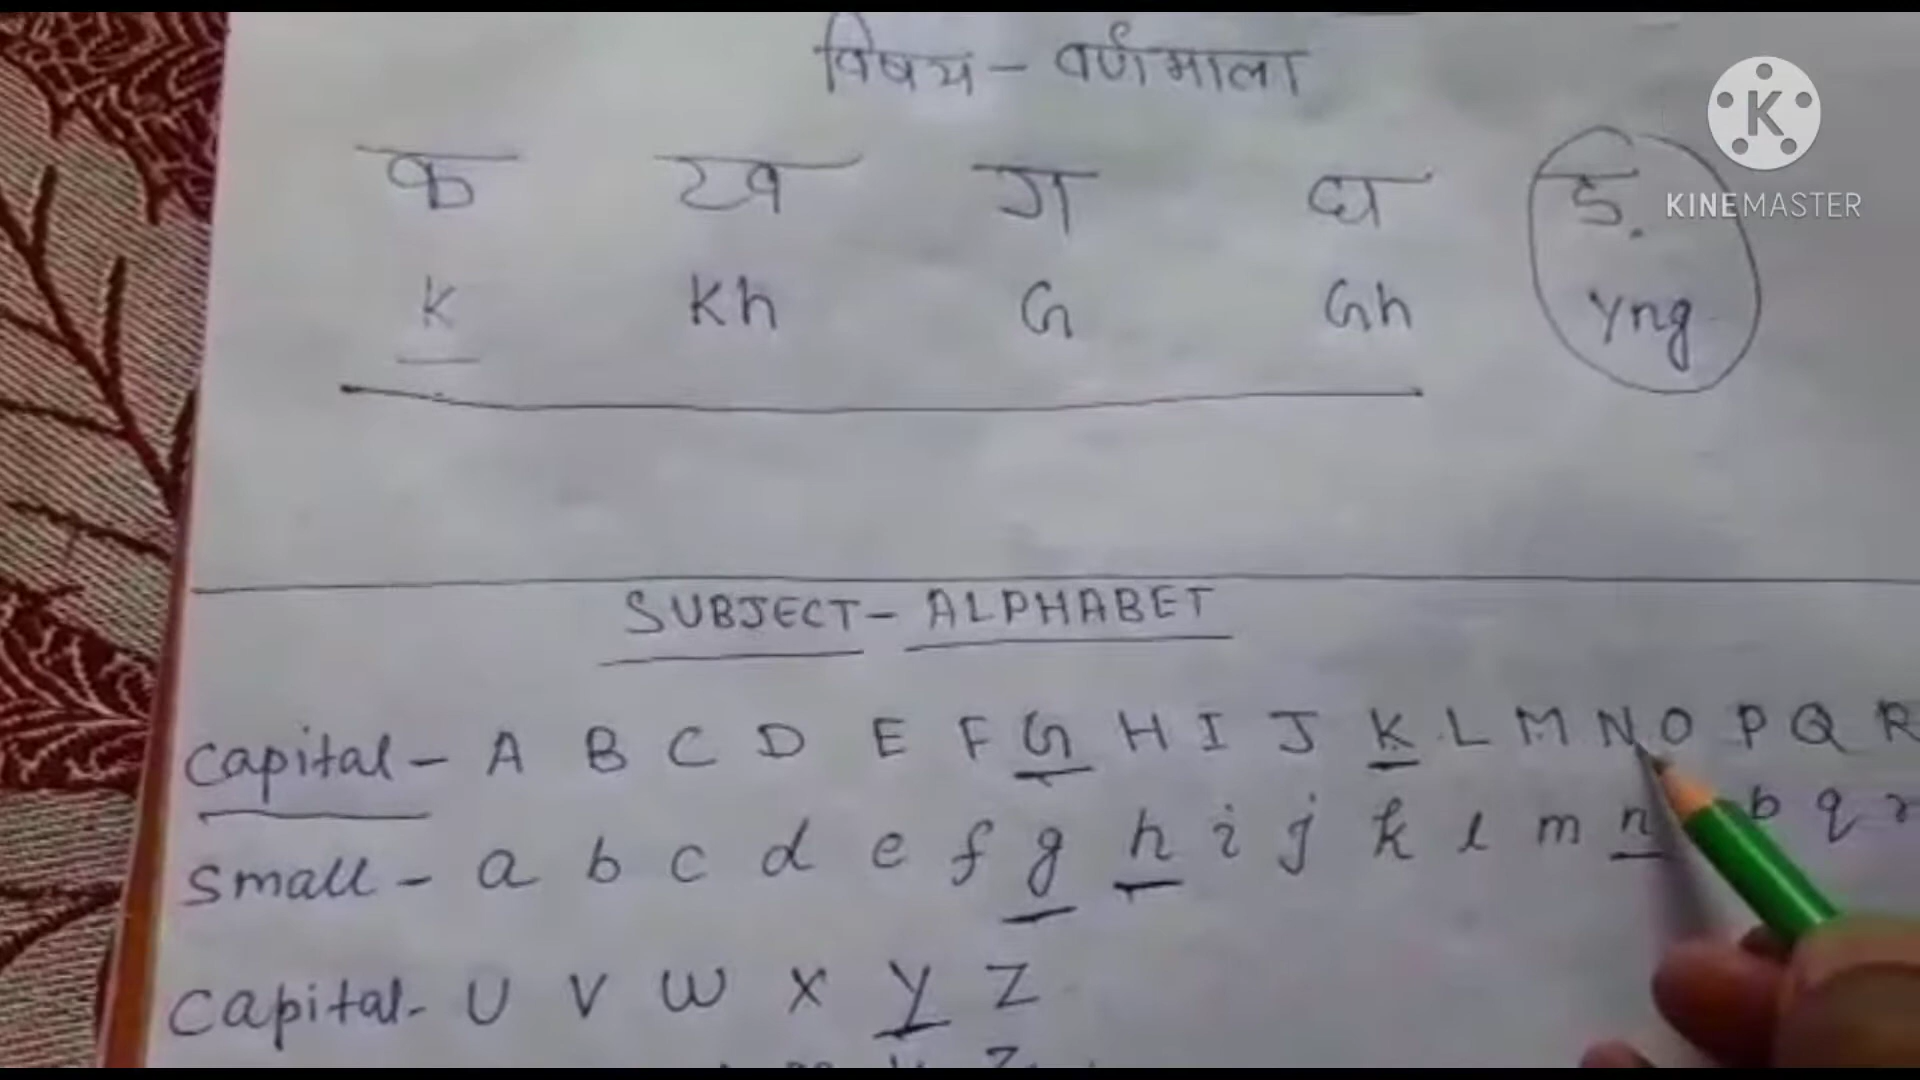 विषय - वर्णमाला
क ख ग घ ङ
K Kh G Gh Yng
KINEMASTER
SUBJECT - ALPHABET
Capital - A B C D E F G H I J K L M N O P Q R
Small - a b c d e f g h i j k l m n p q r
Capital - U V W X Y Z